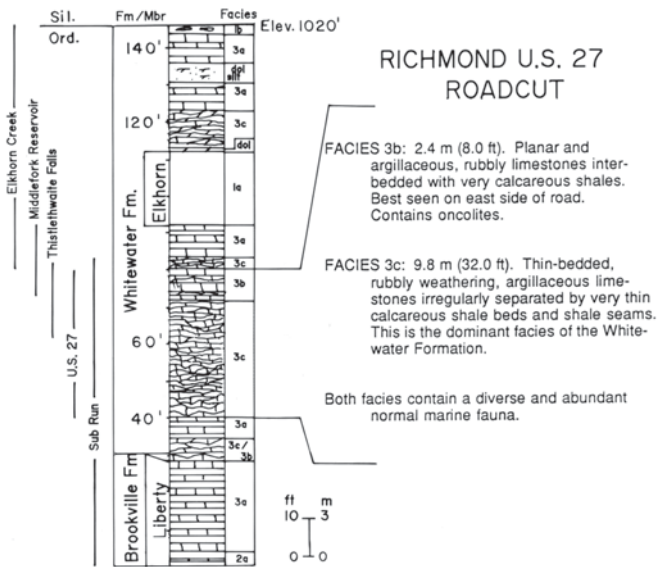 Sil.
Fm/Mbr
Facies
Elev. 1020'
Ord.
140'
120'
60'
40'
Elkhorn Creek
Middlefork Reservoir
Thistlethwaite Falls
U.S. 27
Sub Run
Whitewater Fm.
Elkhorn
Brookville Fm
Liberty
1b
3a
dol
silt
3a
3c
dol
1a
3a
3c
3b
3c
3a
3c/
3b
3a
2a
RICHMOND U.S. 27
ROADCUT
FACIES 3b: 2.4 m (8.0 ft). Planar and
argillaceous, rubbly limestones inter-
bedded with very calcareous shales.
Best seen on east side of road.
Contains oncolites.
FACIES 3c: 9.8 m (32.0 ft). Thin-bedded,
rubbly weathering, argillaceous lime-
stones irregularly separated by very thin
calcareous shale beds and shale seams.
This is the dominant facies of the White-
water Formation.
Both facies contain a diverse and abundant
normal marine fauna.
ft m
10 3
0 0